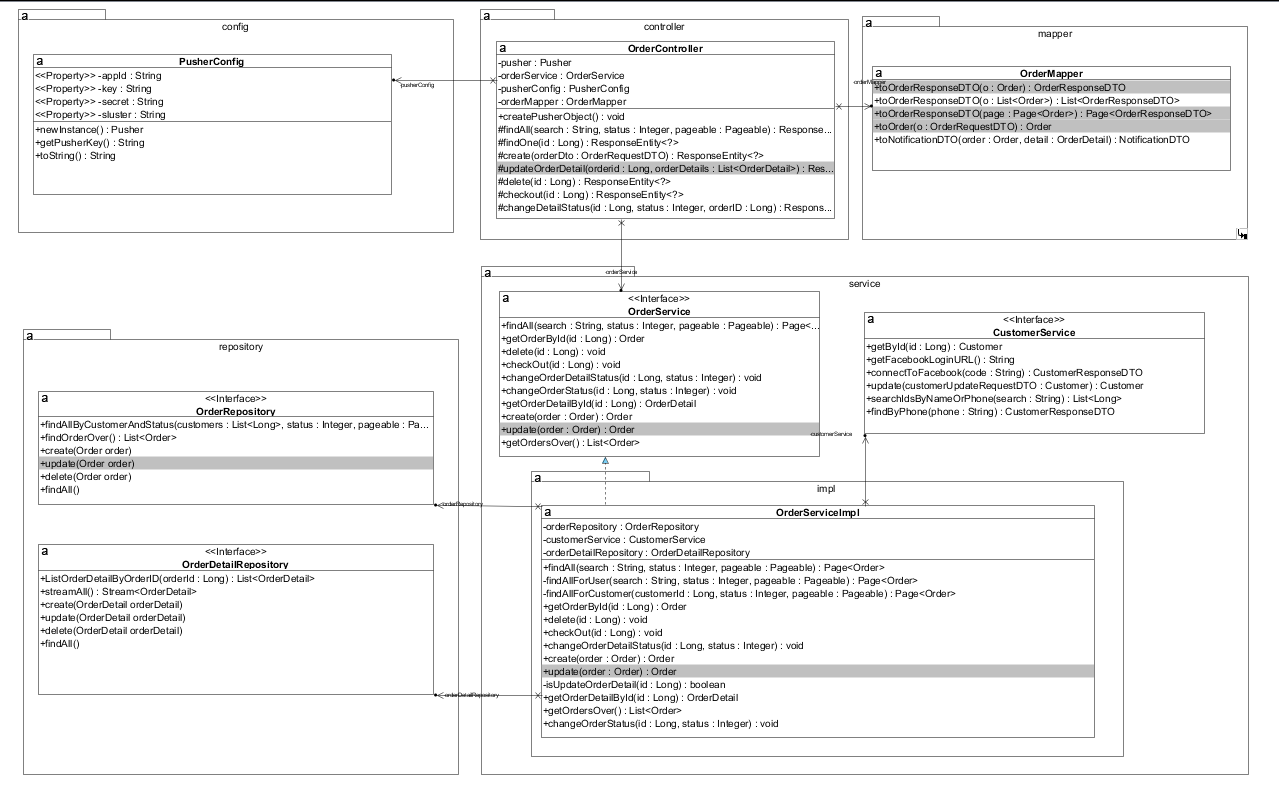 a
config
a
PusherConfig
<<Property>> -appId : String
<<Property>> -key : String
<<Property>> -secret : String
<<Property>> -sluster : String
+newInstance() : Pusher
+getPusherKey() : String
+toString() : String
-pusherConfig
a
controller
a
OrderController
-pusher : Pusher
-orderService : OrderService
-pusherConfig : PusherConfig
-orderMapper : OrderMapper
+createPusherObject() : void
#findAll(search : String, status : Integer, pageable : Pageable) : Response...
#findOne(id : Long) : ResponseEntity<?>
#create(orderDto : OrderRequestDTO) : ResponseEntity<?>
#updateOrderDetail(orderid : Long, orderDetails : List<OrderDetail>) : Res...
#delete(id : Long) : ResponseEntity<?>
#checkout(id : Long) : ResponseEntity<?>
#changeDetailStatus(id : Long, status : Integer, orderID : Long) : Respons...
-orderMapper
a
mapper
a
OrderMapper
+toOrderResponseDTO(o : Order) : OrderResponseDTO
+toOrderResponseDTO(o : List<Order>) : List<OrderResponseDTO>
+toOrderResponseDTO(page : Page<Order>) : Page<OrderResponseDTO>
+toOrder(o : OrderRequestDTO) : Order
+toNotificationDTO(order : Order, detail : OrderDetail) : NotificationDTO
-orderService
a
service
a
<<Interface>>
OrderService
+findAll(search : String, status : Integer, pageable : Pageable) : Page<...
+getOrderById(id : Long) : Order
+delete(id : Long) : void
+checkOut(id : Long) : void
+changeOrderDetailStatus(id : Long, status : Integer) : void
+changeOrderStatus(id : Long, status : Integer) : void
+getOrderDetailById(id : Long) : OrderDetail
+create(order : Order) : Order
+update(order : Order) : Order
+getOrdersOver() : List<Order>
a
<<Interface>>
CustomerService
+getById(id : Long) : Customer
+getFacebookLoginURL() : String
+connectToFacebook(code : String) : CustomerResponseDTO
+update(customerUpdateRequestDTO : Customer) : Customer
+searchIdsByNameOrPhone(search : String) : List<Long>
+findByPhone(phone : String) : CustomerResponseDTO
-customerService
a
repository
a
<<Interface>>
OrderRepository
+findAllByCustomerAndStatus(customers : List<Long>, status : Integer, pageable : Pa...
+findOrderOver() : List<Order>
+create(Order order)
+update(Order order)
+delete(Order order)
+findAll()
-orderRepository
a
<<Interface>>
OrderDetailRepository
+ListOrderDetailByOrderID(orderId : Long) : List<OrderDetail>
+streamAll() : Stream<OrderDetail>
+create(OrderDetail orderDetail)
+update(OrderDetail orderDetail)
+delete(OrderDetail orderDetail)
+findAll()
-orderDetailRepository
a
impl
a
OrderServiceImpl
-orderRepository : OrderRepository
-customerService : CustomerService
-orderDetailRepository : OrderDetailRepository
+findAll(search : String, status : Integer, pageable : Pageable) : Page<Order>
-findAllForUser(search : String, status : Integer, pageable : Pageable) : Page<Order>
-findAllForCustomer(customerId : Long, status : Integer, pageable : Pageable) : Page<Order>
+getOrderById(id : Long) : Order
+delete(id : Long) : void
+checkOut(id : Long) : void
+changeOrderDetailStatus(id : Long, status : Integer) : void
+create(order : Order) : Order
+update(order : Order) : Order
-isUpdateOrderDetail(id : Long) : boolean
+getOrderDetailById(id : Long) : OrderDetail
+getOrdersOver() : List<Order>
+changeOrderStatus(id : Long, status : Integer) : void